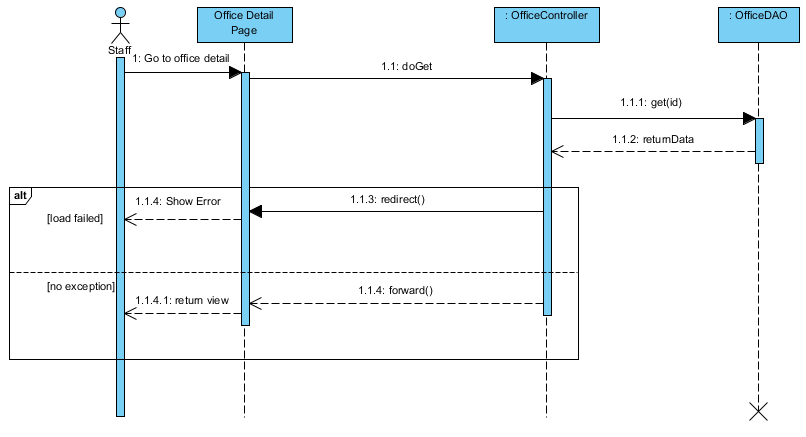 Office Detail
Page
: OfficeController
: OfficeDAO
Staff
1: Go to office detail
1.1: doGet
1.1.1: get(id)
1.1.2: returnData
alt
1.1.4: Show Error
1.1.3: redirect()
[load failed]
[no exception]
1.1.4: forward()
1.1.4.1: return view